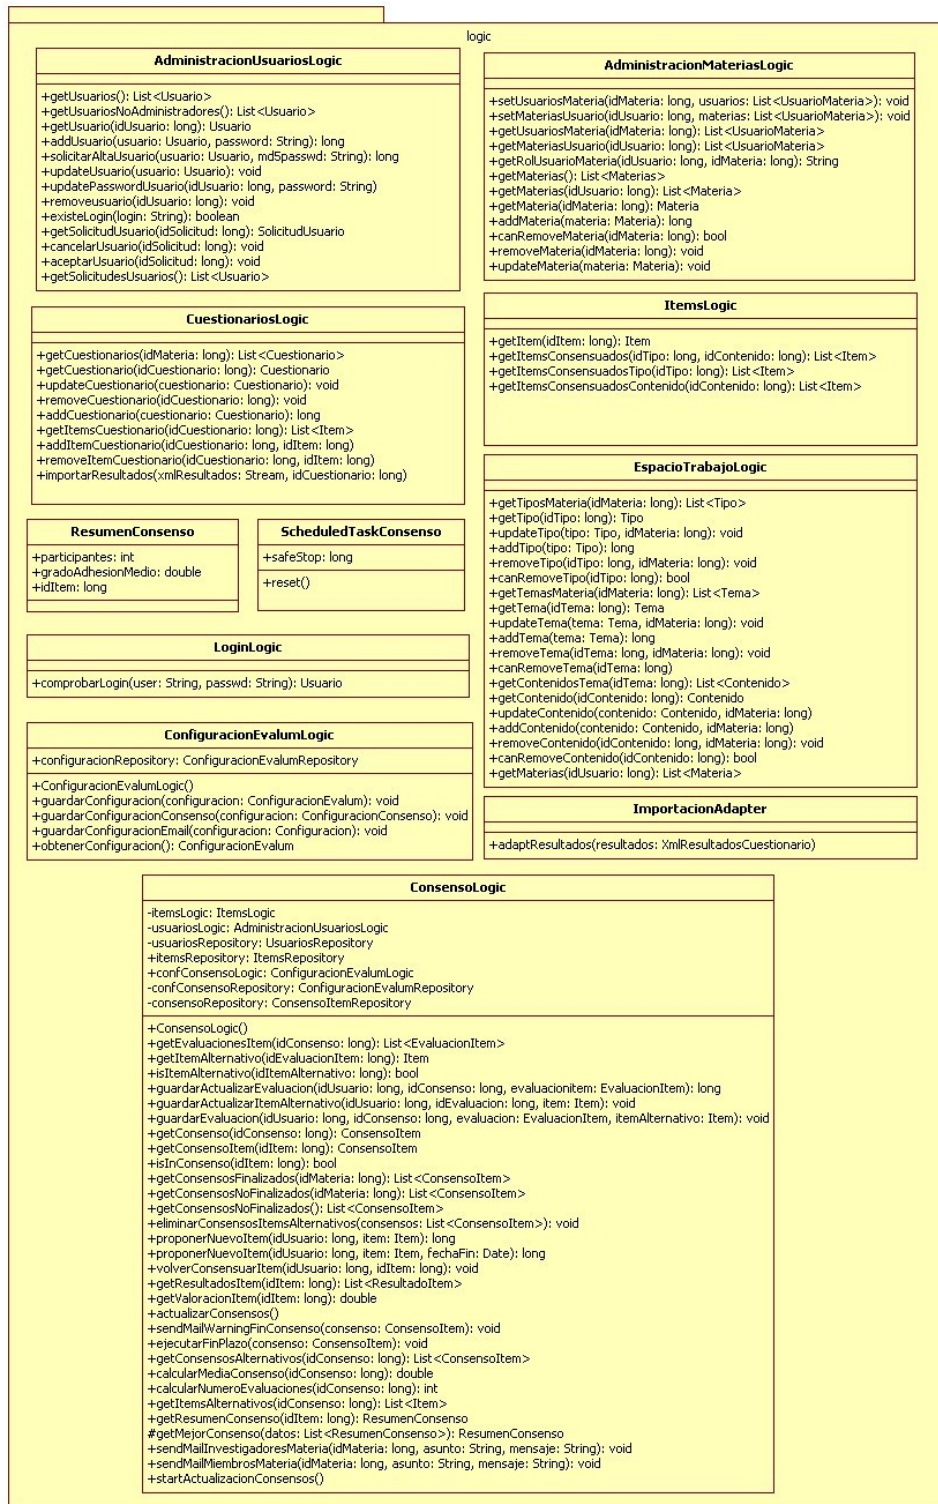 logic
AdministracionUsuariosLogic
+getUsuarios(): List<Usuario>
+getUsuariosNoAdministradores(): List<Usuario>
+getUsuario(idUsuario: long): Usuario
+addUsuario(usuario: Usuario, password: String): long
+solicitarAltaUsuario(usuario: Usuario, md5passwd: String): long
+updateUsuario(usuario: Usuario): void
+updatePasswordUsuario(idUsuario: long, password: String)
+removeusuario(idUsuario: long): void
+existeLogin(login: String): boolean
+getSolicitudUsuario(idSolicitud: long): SolicitudUsuario
+cancelarUsuario(idSolicitud: long): void
+aceptarUsuario(idSolicitud: long): void
+getSolicitudesUsuarios(): List<Usuario>
AdministracionMateriasLogic
+setUsuariosMateria(idMateria: long, usuarios: List<UsuarioMateria>): void
+setMateriasUsuario(idUsuario: long, materias: List<UsuarioMateria>): void
+getUsuariosMateria(idMateria: long): List<UsuarioMateria>
+getMateriasUsuario(idUsuario: long): List<UsuarioMateria>
+getRolUsuarioMateria(idUsuario: long, idMateria: long): String
+getMaterias(): List<Materias>
+getMaterias(idUsuario: long): List<Materia>
+getMateria(idMateria: long): Materia
+addMateria(materia: Materia): long
+canRemoveMateria(idMateria: long): bool
+removeMateria(idMateria: long): void
+updateMateria(materia: Materia): void
CuestionariosLogic
+getCuestionarios(idMateria: long): List<Cuestionario>
+getCuestionario(idCuestionario: long): Cuestionario
+updateCuestionario(cuestionario: Cuestionario): void
+removeCuestionario(idCuestionario: long): void
+addCuestionario(cuestionario: Cuestionario): long
+getItemsCuestionario(idCuestionario: long): List<Item>
+addItemCuestionario(idCuestionario: long, idItem: long)
+removeItemCuestionario(idCuestionario: long, idItem: long)
+importarResultados(xmlResultados: Stream, idCuestionario: long)
ItemsLogic
+getItem(idItem: long): Item
+getItemsConsensuados(idTipo: long, idContenido: long): List<Item>
+getItemsConsensuadosTipo(idTipo: long): List<Item>
+getItemsConsensuadosContenido(idContenido: long): List<Item>
EspacioTrabajoLogic
+getTiposMateria(idMateria: long): List<Tipo>
+getTipo(idTipo: long): Tipo
+updateTipo(tipo: Tipo, idMateria: long): void
+addTipo(tipo: Tipo): long
+removeTipo(idTipo: long, idMateria: long): void
+canRemoveTipo(idTipo: long): bool
+getTemasMateria(idMateria: long): List<Tema>
+getTema(idTema: long): Tema
+updateTema(tema: Tema, idMateria: long): void
+addTema(tema: Tema): long
+removeTema(idTema: long, idMateria: long): void
+canRemoveTema(idTema: long)
+getContenidosTema(idTema: long): List<Contenido>
+getContenido(idContenido: long): Contenido
+updateContenido(contenido: Contenido, idMateria: long)
+addContenido(contenido: Contenido, idMateria: long)
+removeContenido(idContenido: long, idMateria: long): void
+canRemoveContenido(idContenido: long): bool
+getMaterias(idUsuario: long): List<Materia>
ResumenConsenso
+participantes: int
+gradoAdhesionMedio: double
+idItem: long
ScheduledTaskConsenso
+safeStop: long
+reset()
LoginLogic
+comprobarLogin(user: String, passwd: String): Usuario
ConfiguracionEvalumLogic
+configuracionRepository: ConfiguracionEvalumRepository
+ConfiguracionEvalumLogic()
+guardarConfiguracion(configuracion: ConfiguracionEvalum): void
+guardarConfiguracionConsenso(configuracion: ConfiguracionConsenso): void
+guardarConfiguracionEmail(configuracion: Configuracion): void
+obtenerConfiguracion(): ConfiguracionEvalum
ImportacionAdapter
+adaptResultados(resultados: XmlResultadosCuestionario)
ConsensoLogic
-itemsLogic: ItemsLogic
-usuariosLogic: AdministracionUsuariosLogic
-usuariosRepository: UsuariosRepository
+itemsRepository: ItemsRepository
+confConsensoLogic: ConfiguracionEvalumLogic
-confConsensoRepository: ConfiguracionEvalumRepository
-consensoRepository: ConsensoItemRepository
+ConsensoLogic()
+getEvaluacionesItem(idConsenso: long): List<EvaluacionItem>
+getItemAlternativo(idEvaluacionItem: long): Item
+isItemAlternativo(idItemAlternativo: long): bool
+guardarActualizarEvaluacion(idUsuario: long, idConsenso: long, evaluacionitem: EvaluacionItem): long
+guardarActualizarItemAlternativo(idUsuario: long, idEvaluacion: long, item: Item): void
+guardarEvaluacion(idUsuario: long, idConsenso: long, evaluacion: EvaluacionItem, itemAlternativo: Item): void
+getConsenso(idConsenso: long): ConsensoItem
+getConsensoItem(idItem: long): ConsensoItem
+isInConsenso(idItem: long): bool
+getConsensosFinalizados(idMateria: long): List<ConsensoItem>
+getConsensosNoFinalizados(idMateria: long): List<ConsensoItem>
+getConsensosNoFinalizados(): List<ConsensoItem>
+eliminarConsensosItemsAlternativos(consensos: List<ConsensoItem>): void
+proponerNuevoItem(idUsuario: long, item: Item): long
+proponerNuevoItem(idUsuario: long, item: Item, fechaFin: Date): long
+volverConsensuarItem(idUsuario: long, idItem: long): void
+getResultadosItem(idItem: long): List<ResultadoItem>
+getValoracionItem(idItem: long): double
+actualizarConsensos()
+sendMailWarningFinConsenso(consenso: ConsensoItem): void
+ejecutarFinPlazo(consenso: ConsensoItem): void
+getConsensosAlternativos(idConsenso: long): List<ConsensoItem>
+calcularMediaConsenso(idConsenso: long): double
+calcularNumeroEvaluaciones(idConsenso: long): int
+getItemsAlternativos(idConsenso: long): List<Item>
+getResumenConsenso(idItem: long): ResumenConsenso
#getMejorConsenso(datos: List<ResumenConsenso>): ResumenConsenso
+sendMailInvestigadoresMateria(idMateria: long, asunto: String, mensaje: String): void
+sendMailMiembrosMateria(idMateria: long, asunto: String, mensaje: String): void
+startActualizacionConsensos()